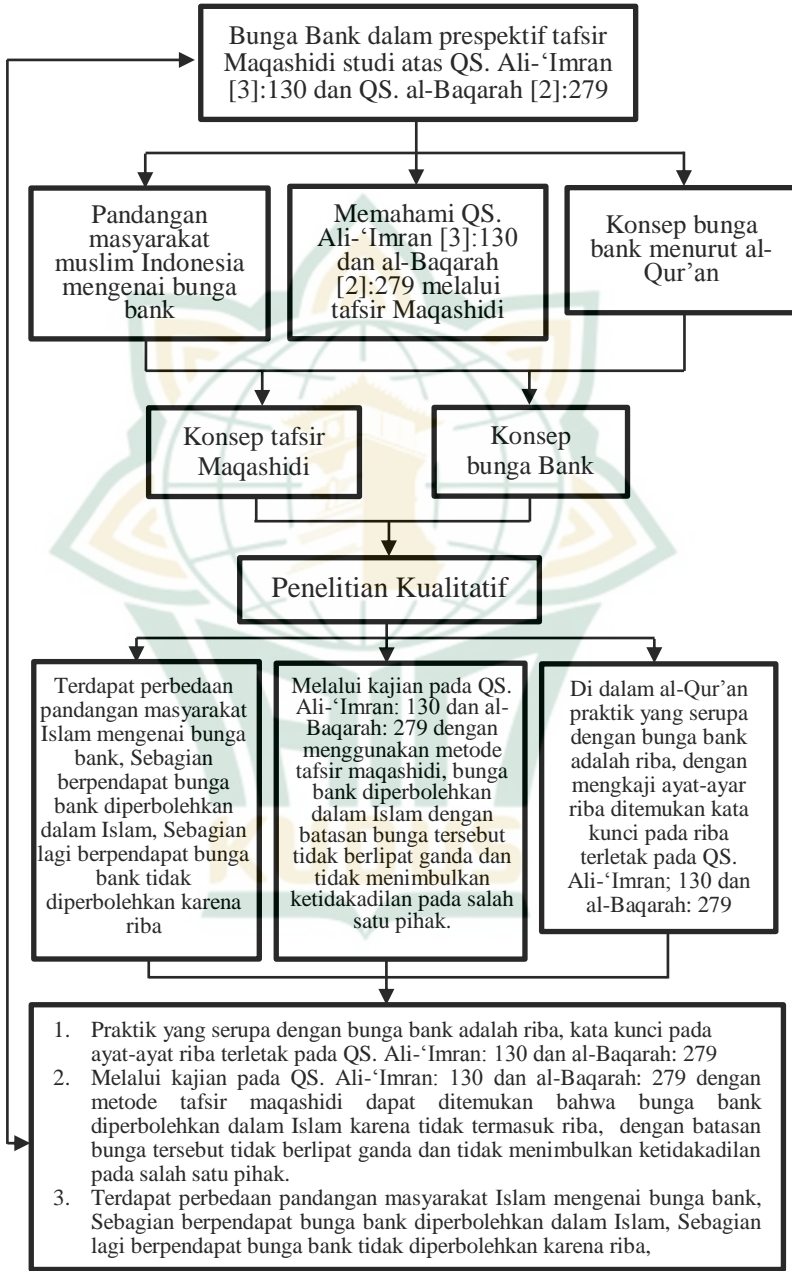 Bunga Bank dalam prespektif tafsir
Maqashidi studi atas QS. Ali-‘Imran
[3]:130 dan QS. al-Baqarah [2]:279
Pandangan
masyarakat
muslim Indonesia
mengenai bunga
bank
Memahami QS.
Ali-‘Imran [3]:130
dan al-Baqarah
[2]:279 melalui
tafsir Maqashidi
Konsep bunga
bank menurut al-
Qur’an
Konsep tafsir
Maqashidi
Konsep
bunga Bank
Penelitian Kualitatif
Terdapat perbedaan
pandangan masyarakat
Islam mengenai bunga
bank, Sebagian
berpendapat bunga
bank diperbolehkan
dalam Islam, Sebagian
lagi berpendapat bunga
bank tidak
diperbolehkan karena
riba
Melalui kajian pada QS.
Ali-‘Imran: 130 dan al-
Baqarah: 279 dengan
menggunakan metode
tafsir maqashidi, bunga
bank diperbolehkan
dalam Islam dengan
batasan bunga tersebut
tidak berlipat ganda dan
tidak menimbulkan
ketidakadilan pada salah
satu pihak.
Di dalam al-Qur’an
praktik yang serupa
dengan bunga bank
adalah riba, dengan
mengkaji ayat-ayar
riba ditemukan kata
kunci pada riba
terletak pada QS.
Ali-‘Imran; 130 dan
al-Baqarah: 279
KUDUS
1. Praktik yang serupa dengan bunga bank adalah riba, kata kunci pada
ayat-ayat riba terletak pada QS. Ali-‘Imran: 130 dan al-Baqarah: 279
2. Melalui kajian pada QS. Ali-‘Imran: 130 dan al-Baqarah: 279 dengan
metode tafsir maqashidi dapat ditemukan bahwa bunga bank
diperbolehkan dalam Islam karena tidak termasuk riba, dengan batasan
bunga tersebut tidak berlipat ganda dan tidak menimbulkan ketidakadilan
pada salah satu pihak.
3. Terdapat perbedaan pandangan masyarakat Islam mengenai bunga bank,
Sebagian berpendapat bunga bank diperbolehkan dalam Islam, Sebagian
lagi berpendapat bunga bank tidak diperbolehkan karena riba,